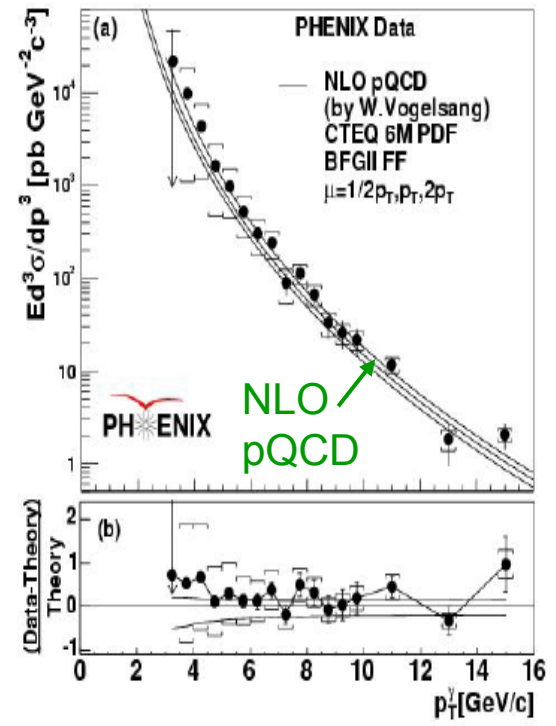 (a)
PHENIX Data
NLO pQCD
(by W.Vogelsang)
CTEQ 6M PDF
BFGII FF
μ=1/2p_T,p_T,2p_T
Ed³σ/dp³ [pb GeV⁻²c⁻³]
10⁴
10³
10²
10
1
NLO
pQCD
PHENIX
(b)
(Data-Theory)
Theory
2
1
0
-1
0 2 4 6 8 10 12 14 16
p_T^γ[GeV/c]